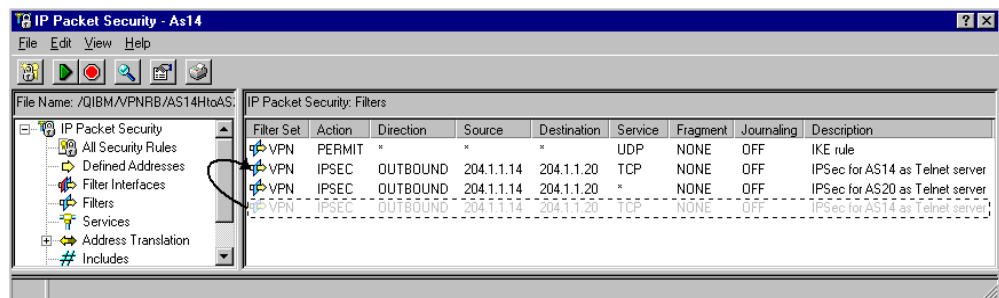 IP Packet Security - As14
File Edit View Help
File Name: /QIBM/VPNRB/AS14HtoAS2
IP Packet Security: Filters
IP Packet Security
All Security Rules
Defined Addresses
Filter Interfaces
Filters
Services
Address Translation
Includes
Filter Set Action Direction Source Destination Service Fragment Journaling Description
VPN PERMIT * * * UDP NONE OFF IKE rule
VPN IPSEC OUTBOUND 204.1.1.14 204.1.1.20 TCP NONE OFF IPSec for AS14 as Telnet server
VPN IPSEC OUTBOUND 204.1.1.14 204.1.1.20 * NONE OFF IPSec for AS20 as Telnet server
VPN IPSEC OUTBOUND 204.1.1.14 204.1.1.20 TCP NONE OFF IPSec for AS14 as Telnet server